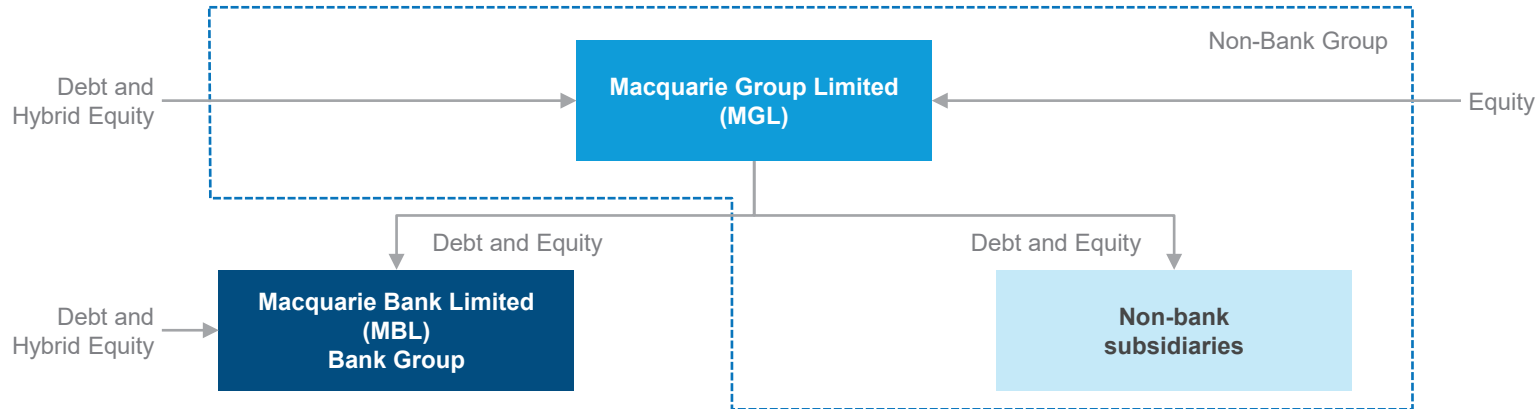 Non-Bank Group
Debt and
Hybrid Equity
Macquarie Group Limited
(MGL)
Equity
Debt and Equity
Debt and Equity
Debt and
Hybrid Equity
Macquarie Bank Limited
(MBL)
Bank Group
Non-bank
subsidiaries